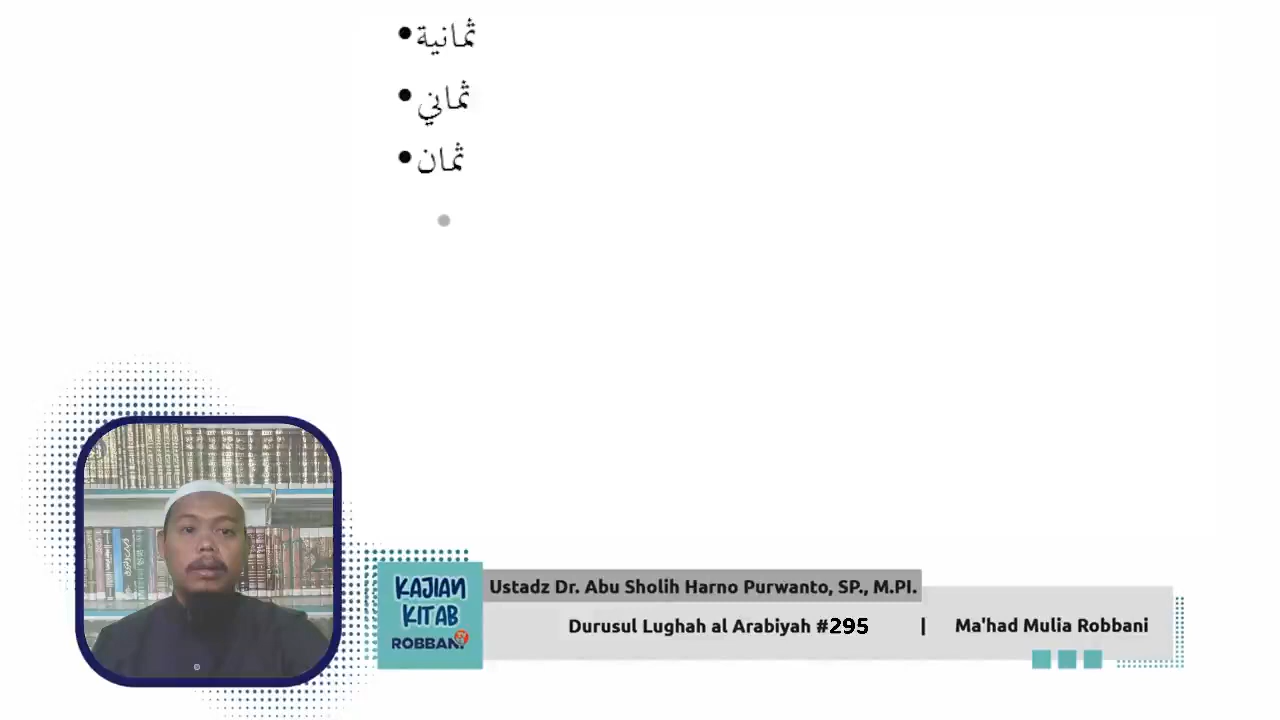 • ثمانية
• ثماني
• ثمان
KAJIAN
KITAB
ROBBANI
Ustadz Dr. Abu Sholih Harno Purwanto, SP., M.PI.
Durusul Lughah al Arabiyah #295 | Ma'had Mulia Robbani